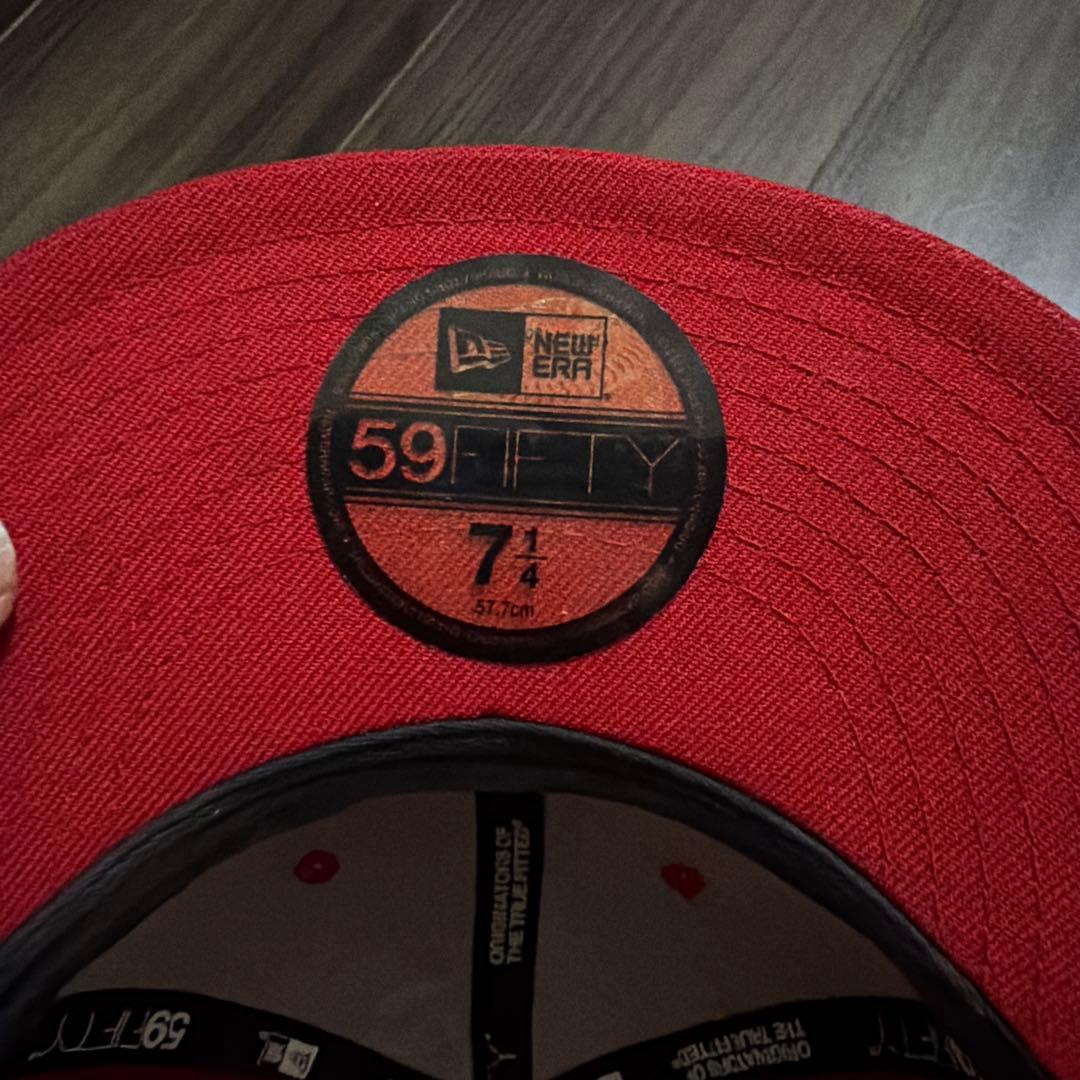 NEW
ERA
59FIFTY
7 1/4
57.7cm
ORIGINATORS OF
THE TRUE FITTED
59FIFTY
ORIGINATORS OF
THE TRUE FITTED